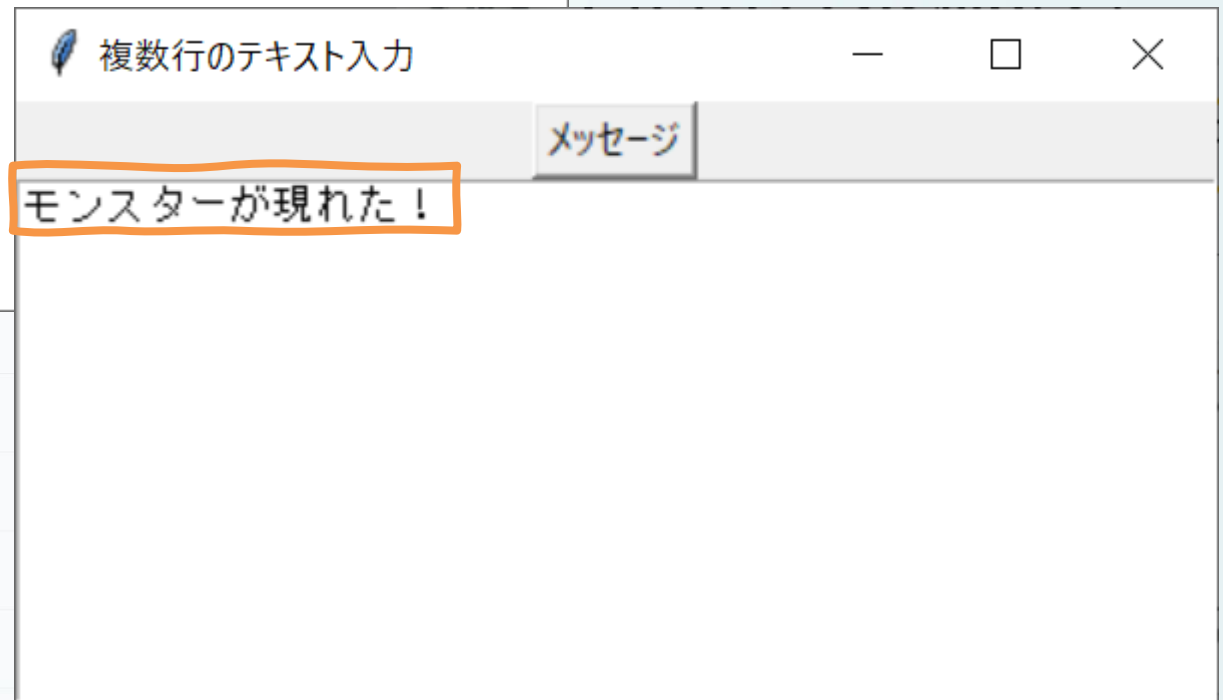 複数行のテキスト入力
メッセージ
モンスターが現れた！